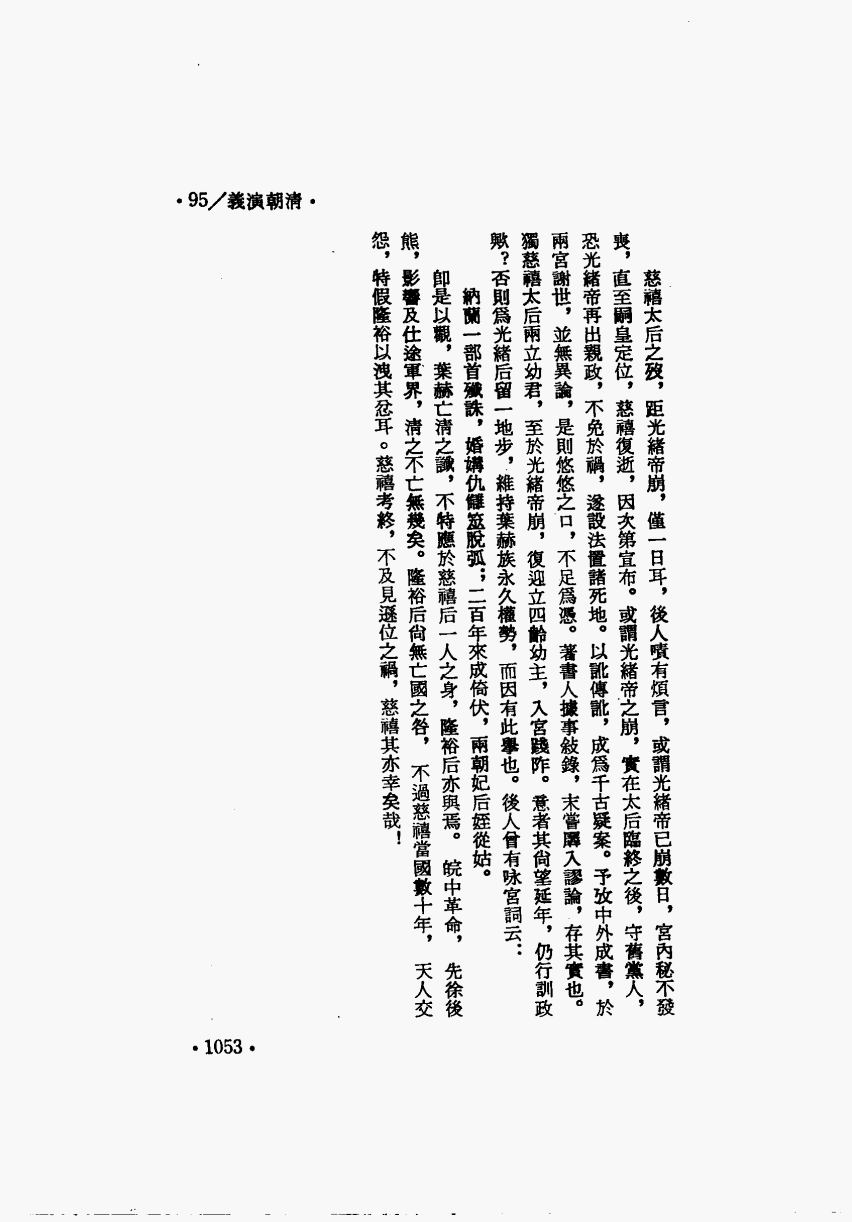 ·清朝演義／95·
慈禧太后之歿，距光緒帝崩，僅一日耳，後人嘖有煩言，或謂光緒帝已崩數日，宮內秘不發
喪，直至嗣皇定位，慈禧復逝，因次第宣布。或謂光緒帝之崩，實在太后臨終之後，守舊黨人，
恐光緒帝再出親政，不免於禍，遂設法置諸死地。以訛傳訛，成爲千古疑案。予攷中外成書，於
兩宮謝世，並無異論，是則悠悠之口，不足爲憑。著書人據事敍錄，末嘗羼入謬論，存其實也。
獨慈禧太后兩立幼君，至於光緒帝崩，復迎立四齡幼主，入宮踐阼。意者其尙望延年，仍行訓政
歟？否則爲光緒后留一地步，維持葉赫族永久權勢，而因有此舉也。後人曾有咏宮詞云：
納蘭一部首殲誅，婚媾仇讎筮脫弧；二百年來成倚伏，兩朝妃后姪從姑。
卽是以觀，葉赫亡清之讖，不特應於慈禧后一人之身，隆裕后亦與焉。皖中革命，先徐後
熊，影響及仕途軍界，清之不亡無幾矣。隆裕后尙無亡國之咎，不過慈禧當國數十年，天人交
怨，特假隆裕以洩其忿耳。慈禧考終，不及見遜位之禍，慈禧其亦幸矣哉！
·1053·